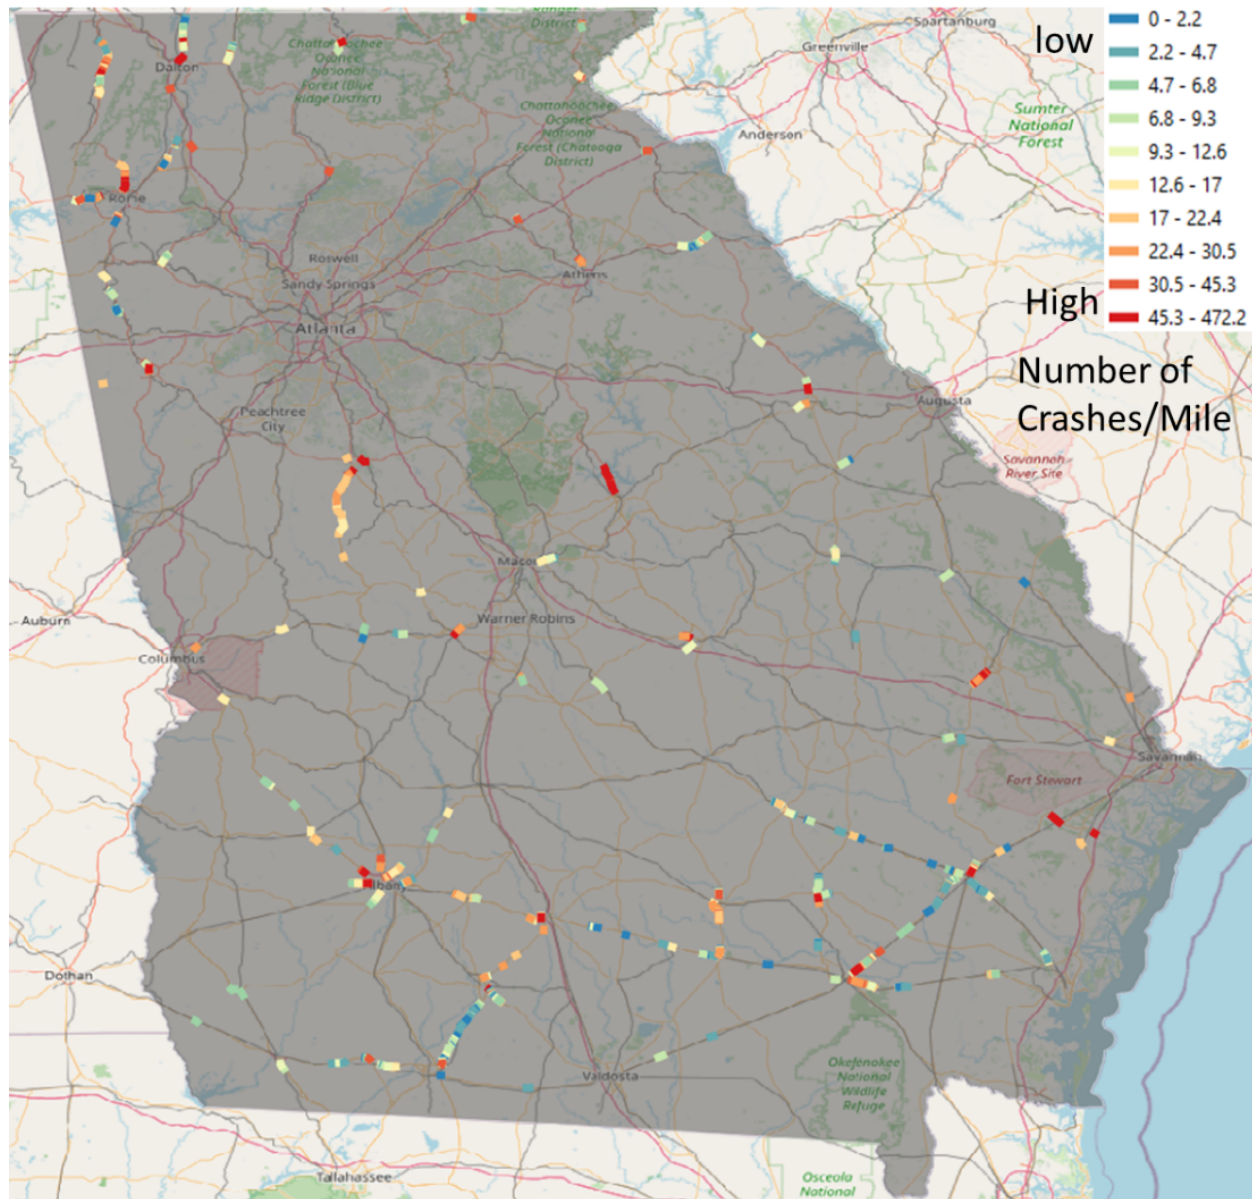 Ranger
District
Spartanburg
Greenville
Chattahoochee
Oconee
National
Forest (Blue
Ridge District)
Dalton
Sumter
National
Forest
Chattahoochee
Oconee
National
Forest (Chatooga
District)
Anderson
Rome
Roswell
Sandy Springs
Athens
Atlanta
Peachtree
City
Augusta
Savannah
River Site
Macon
Auburn
Warner Robins
Columbus
Savannah
Fort Stewart
Albany
Dothan
Okefenokee
National
Wildlife
Refuge
Valdosta
Tallahassee
Osceola
National
low
High
0 - 2.2
2.2 - 4.7
4.7 - 6.8
6.8 - 9.3
9.3 - 12.6
12.6 - 17
17 - 22.4
22.4 - 30.5
30.5 - 45.3
45.3 - 472.2
Number of
Crashes/Mile